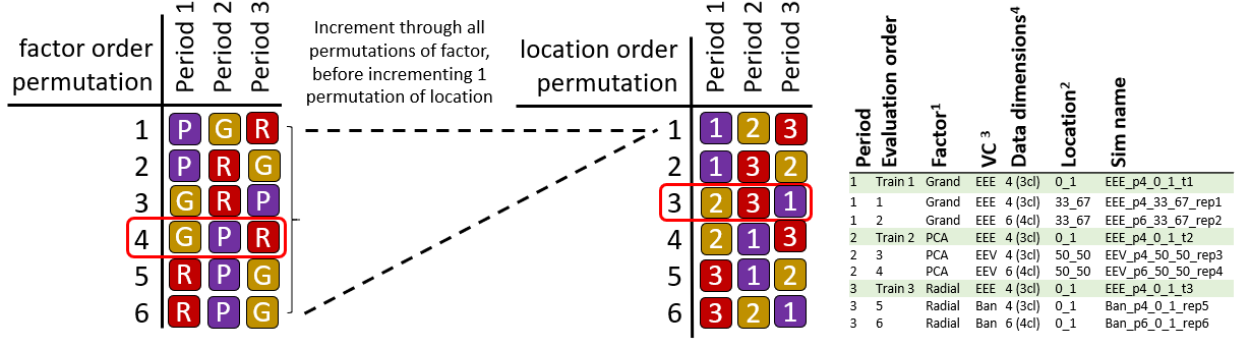 factor order
permutation
Period 1
Period 2
Period 3
1 P G R
2 P R G
3 G R P
4 G P R
5 R P G
6 R P G
Increment through all
permutations of factor,
before incrementing 1
permutation of location
location order
permutation
Period 1
Period 2
Period 3
1 1 2 3
2 1 3 2
3 2 3 1
4 2 1 3
5 3 1 2
6 3 2 1
Period
Evaluation order
Factor¹
VC ³
Data dimensions⁴
Location²
Sim name
1 Train 1 Grand EEE 4 (3cl) 0_1 EEE_p4_0_1_t1
1 1 Grand EEE 4 (3cl) 33_67 EEE_p4_33_67_rep1
1 2 Grand EEE 6 (4cl) 33_67 EEE_p6_33_67_rep2
2 Train 2 PCA EEE 4 (3cl) 0_1 EEE_p4_0_1_t2
2 3 PCA EEV 4 (3cl) 50_50 EEV_p4_50_50_rep3
2 4 PCA EEV 6 (4cl) 50_50 EEV_p6_50_50_rep4
3 Train 3 Radial EEE 4 (3cl) 0_1 EEE_p4_0_1_t3
3 5 Radial Ban 4 (3cl) 0_1 Ban_p4_0_1_rep5
3 6 Radial Ban 6 (4cl) 0_1 Ban_p6_0_1_rep6